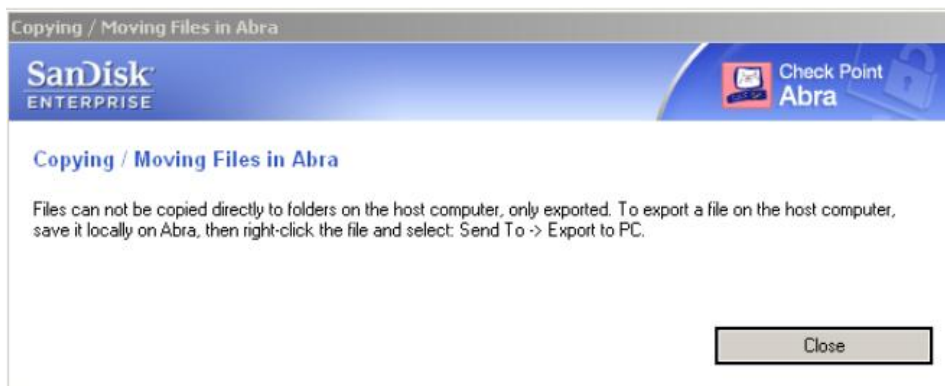 Copying / Moving Files in Abra
SanDisk
ENTERPRISE
Check Point
Abra
Copying / Moving Files in Abra
Files can not be copied directly to folders on the host computer, only exported. To export a file on the host computer,
save it locally on Abra, then right-click the file and select: Send To -> Export to PC.
Close